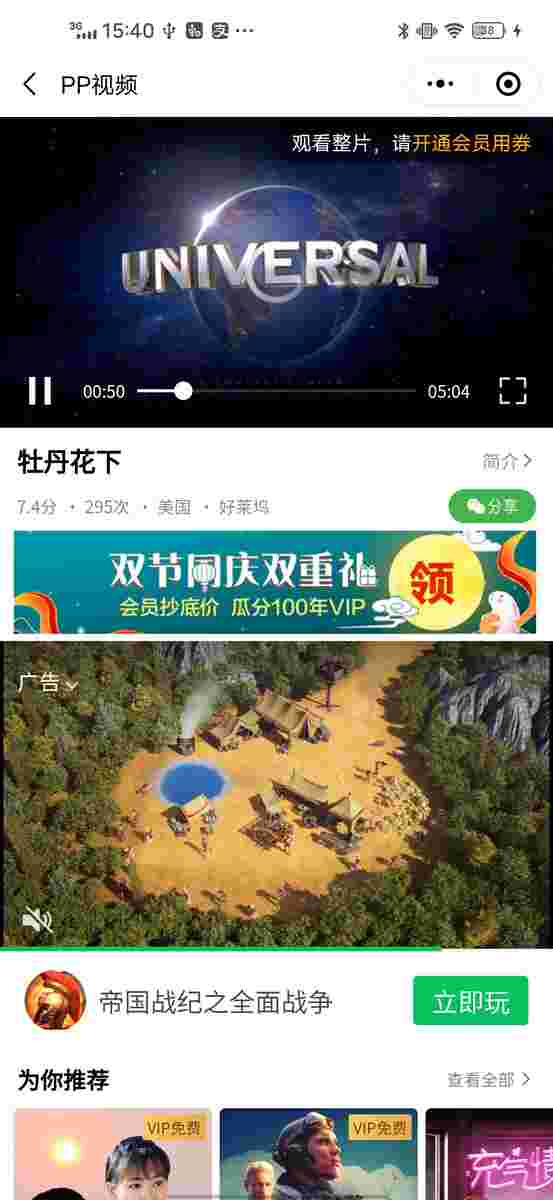 3G 15:40 58
PP视频
观看整片，请开通会员用券
UNIVERSAL
00:50 05:04
牡丹花下 简介
7.4分 · 295次 · 美国 · 好莱坞 分享
双节同庆双重礼 领
会员抄底价 瓜分100年VIP
广告
帝国战纪之全面战争 立即玩
为你推荐 查看全部
VIP免费 VIP免费
充气情